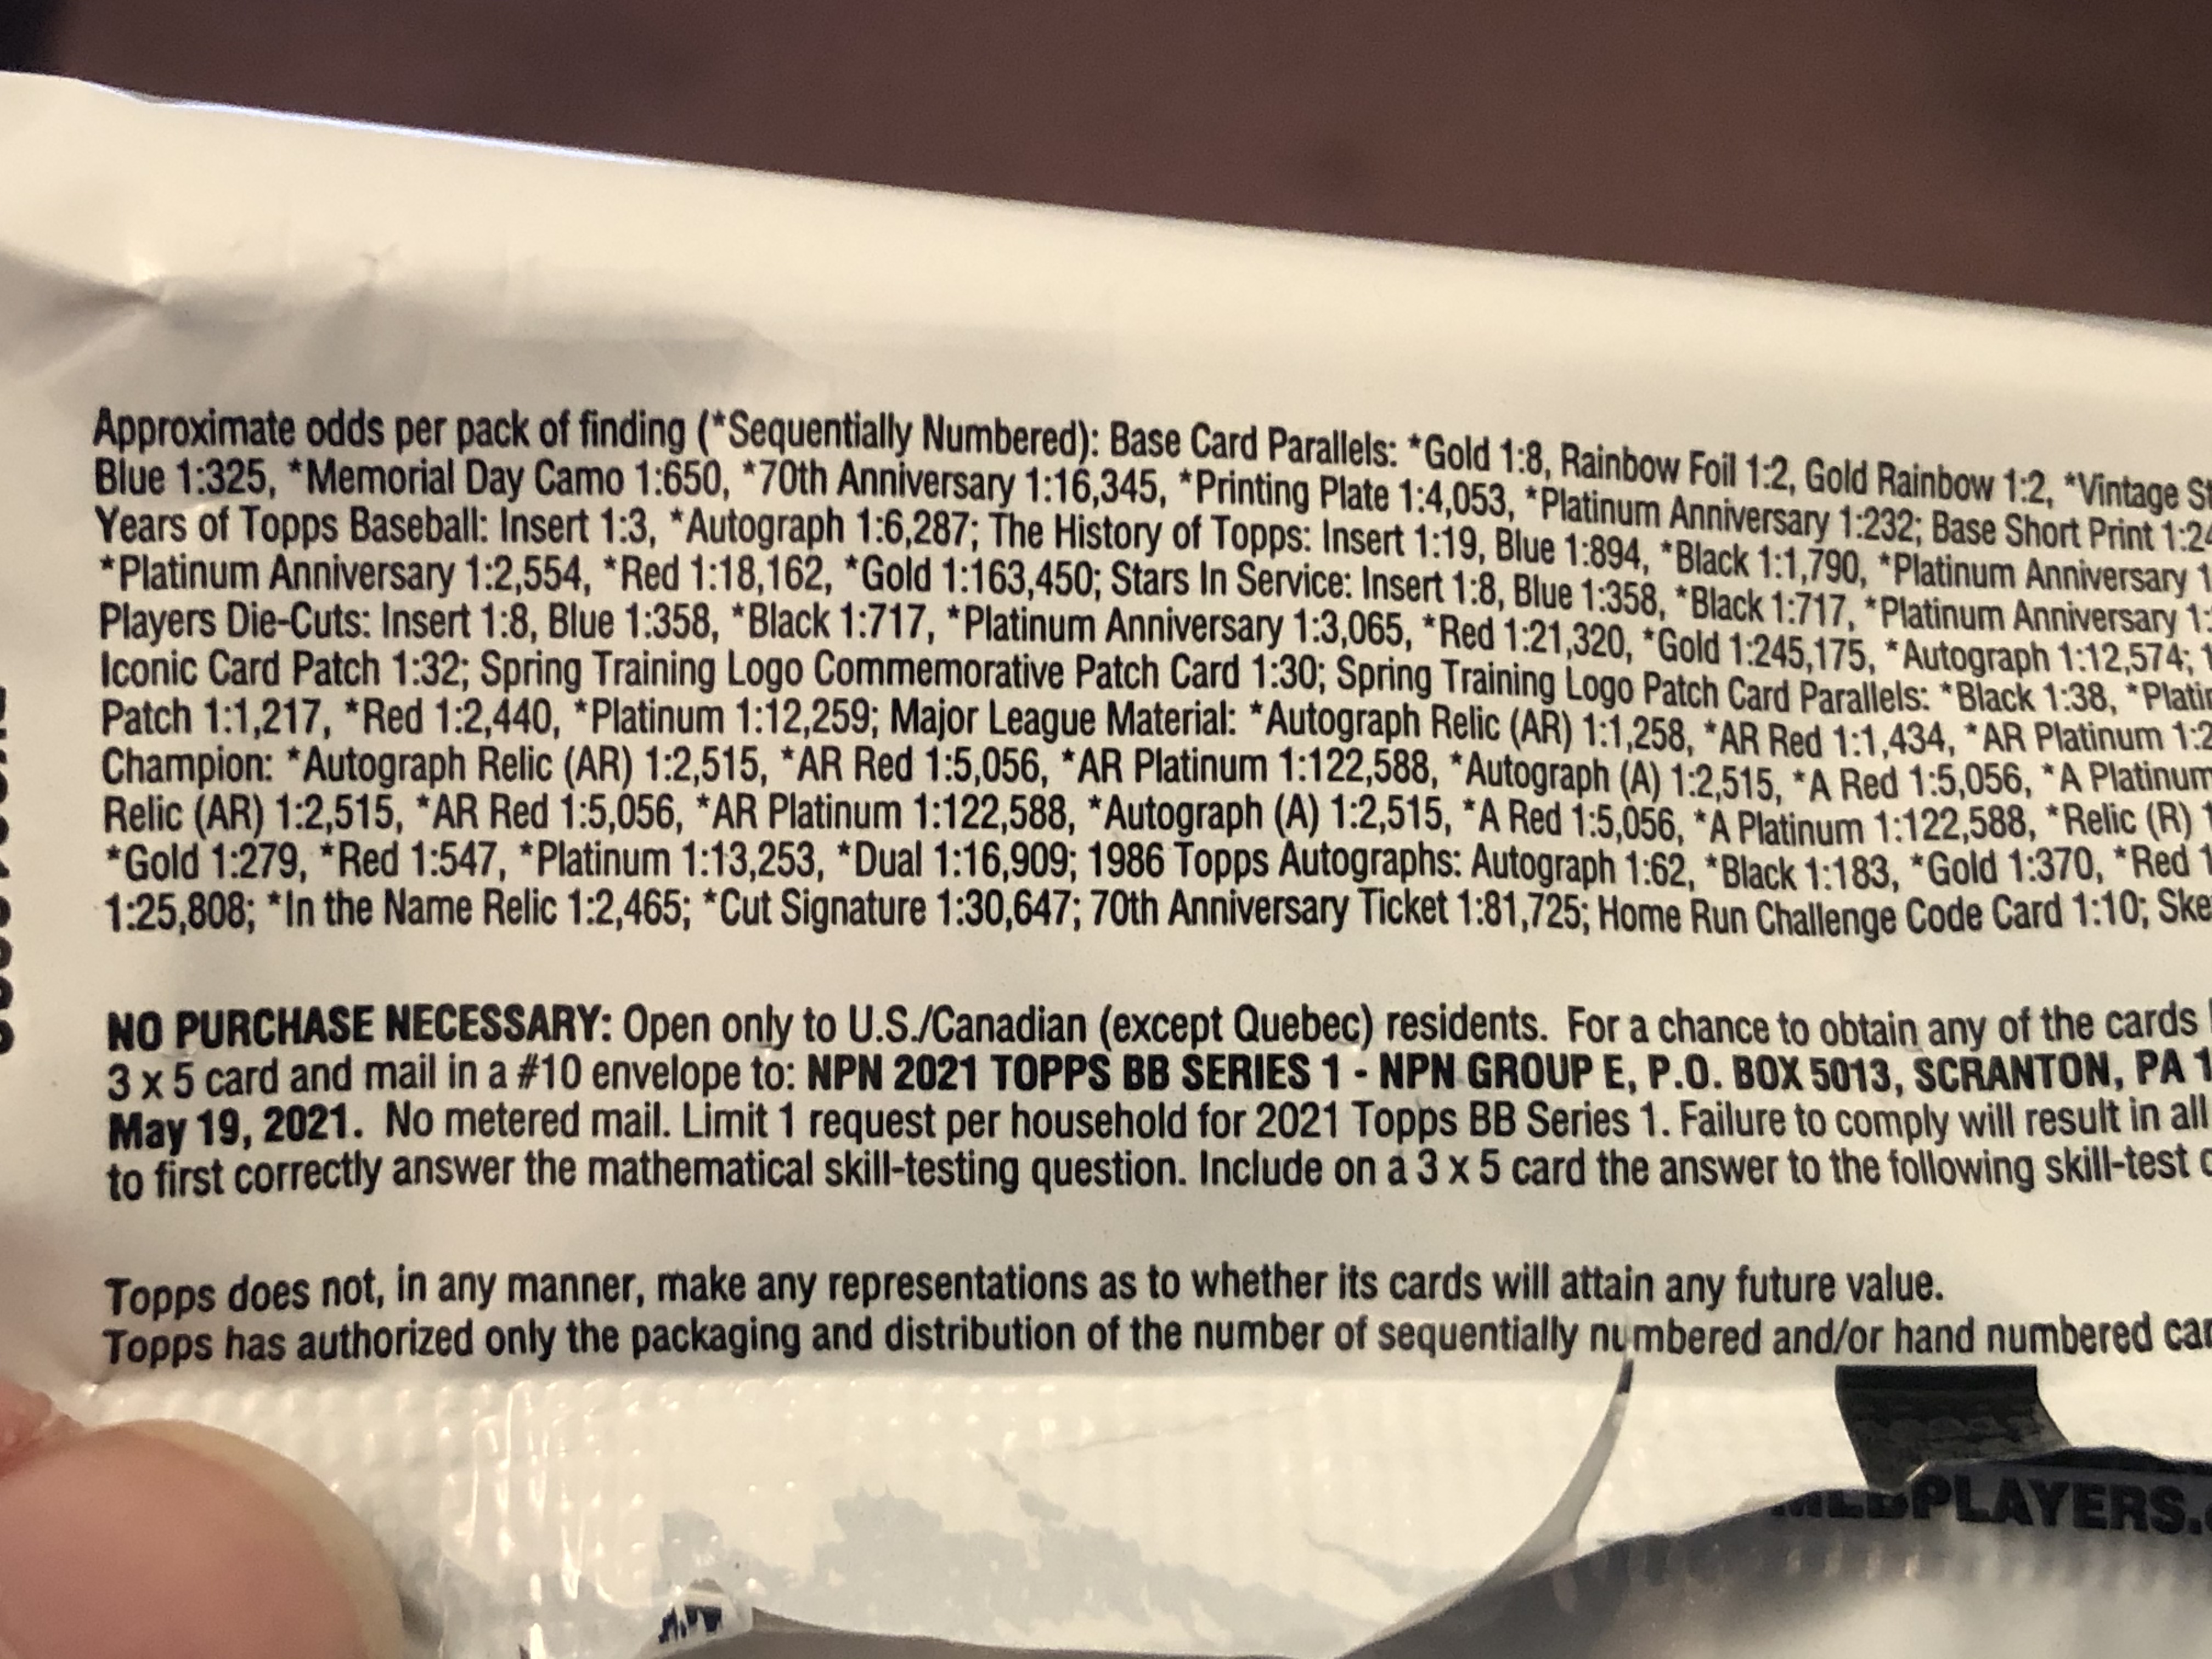 Approximate odds per pack of finding (*Sequentially Numbered): Base Card Parallels: *Gold 1:8, Rainbow Foil 1:2, Gold Rainbow 1:2, *Vintage
Blue 1:325, *Memorial Day Camo 1:650, *70th Anniversary 1:16,345, *Printing Plate 1:4,053, *Platinum Anniversary 1:232; Base Short Print
Years of Topps Baseball: Insert 1:3, *Autograph 1:6,287; The History of Topps: Insert 1:19, Blue 1:894, *Black 1:1,790, *Platinum Anniversary
*Platinum Anniversary 1:2,554, *Red 1:18,162, *Gold 1:163,450; Stars In Service: Insert 1:8, Blue 1:358, *Black 1:717, *Platinum Anniversary
Players Die-Cuts: Insert 1:8, Blue 1:358, *Black 1:717, *Platinum Anniversary 1:3,065, *Red 1:21,320, *Gold 1:245,175, *Autograph 1:12,574;
Iconic Card Patch 1:32; Spring Training Logo Commemorative Patch Card 1:30; Spring Training Logo Patch Card Parallels: *Black 1:38,
Patch 1:1,217, *Red 1:2,440, *Platinum 1:12,259; Major League Material: *Autograph Relic (AR) 1:1,258, *AR Red 1:1,434, *AR Platinum
Champion: *Autograph Relic (AR) 1:2,515, *AR Red 1:5,056, *AR Platinum 1:122,588, *Autograph (A) 1:2,515, *A Red 1:5,056, *A Platinum
Relic (AR) 1:2,515, *AR Red 1:5,056, *AR Platinum 1:122,588, *Autograph (A) 1:2,515, *A Red 1:5,056, *A Platinum 1:122,588, *Relic (R)
*Gold 1:279, *Red 1:547, *Platinum 1:13,253, *Dual 1:16,909; 1986 Topps Autographs: Autograph 1:62, *Black 1:183, *Gold 1:370, *Red
1:25,808; *In the Name Relic 1:2,465; *Cut Signature 1:30,647; 70th Anniversary Ticket 1:81,725; Home Run Challenge Code Card 1:10;
NO PURCHASE NECESSARY: Open only to U.S./Canadian (except Quebec) residents. For a chance to obtain any of the cards
3 x 5 card and mail in a #10 envelope to: NPN 2021 TOPPS BB SERIES 1 - NPN GROUP E, P.O. BOX 5013, SCRANTON, PA
May 19, 2021. No metered mail. Limit 1 request per household for 2021 Topps BB Series 1. Failure to comply will result in all
to first correctly answer the mathematical skill-testing question. Include on a 3 x 5 card the answer to the following skill-test
Topps does not, in any manner, make any representations as to whether its cards will attain any future value.
Topps has authorized only the packaging and distribution of the number of sequentially numbered and/or hand numbered
MLBPLAYERS.